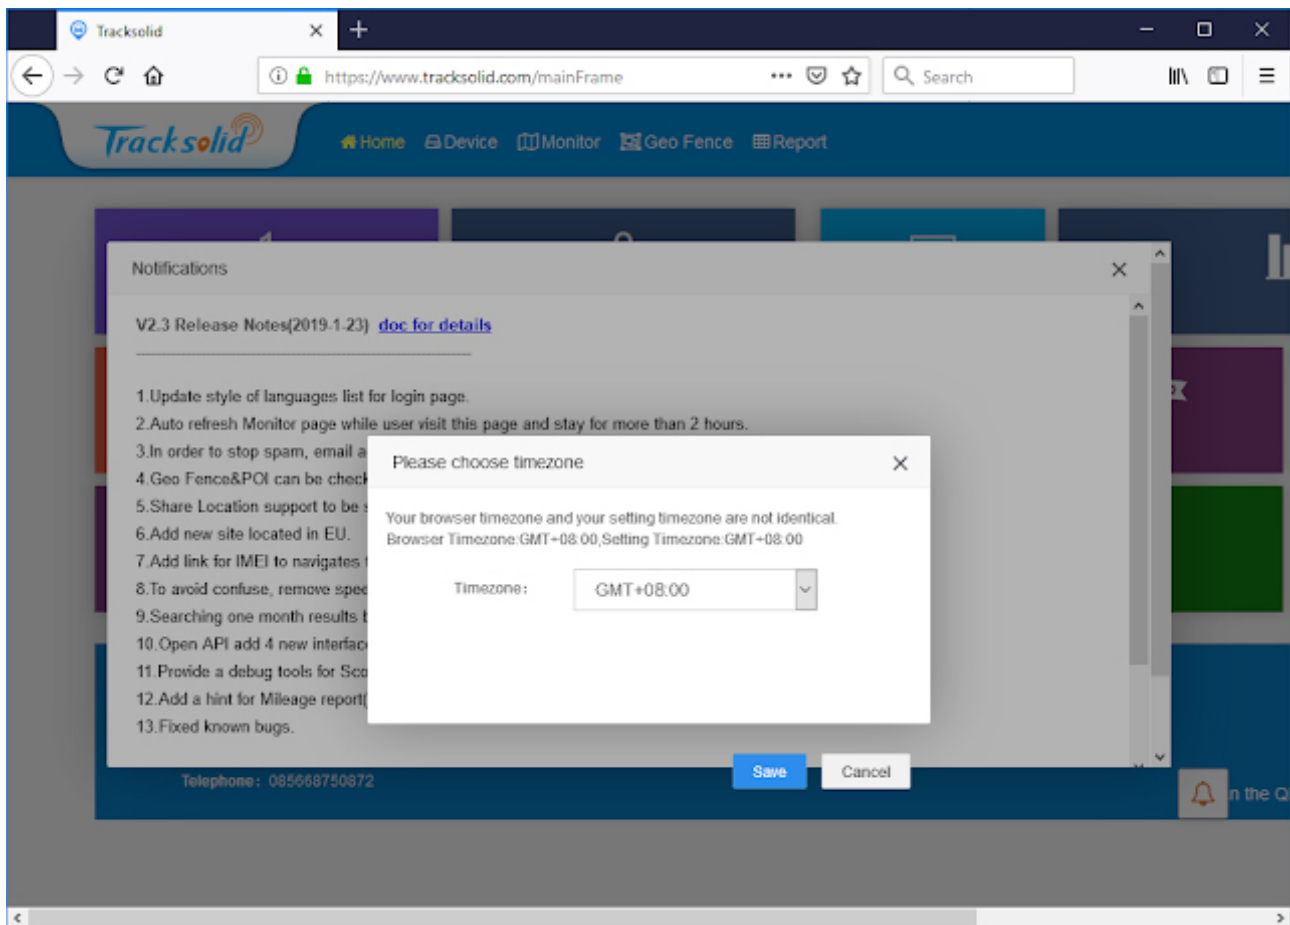 Tracksolid
https://www.tracksolid.com/mainFrame
Search
Tracksolid
Home Device Monitor Geo Fence Report
Notifications
V2.3 Release Notes(2019-1-23) doc for details
1.Update style of languages list for login page.
2.Auto refresh Monitor page while user visit this page and stay for more than 2 hours.
3.In order to stop spam, email a
4.Geo Fence&POI can be check
5.Share Location support to be
6.Add new site located in EU.
7.Add link for IMEI to navigates
8.To avoid confuse, remove spec
9.Searching one month results
10.Open API add 4 new interfac
11.Provide a debug tools for Sco
12.Add a hint for Mileage report(
13.Fixed known bugs.
Please choose timezone
Your browser timezone and your setting timezone are not identical.
Browser Timezone:GMT+08:00,Setting Timezone:GMT+08:00
Timezone:
GMT+08:00
Save Cancel
Telephone: 085668750872
n the Q